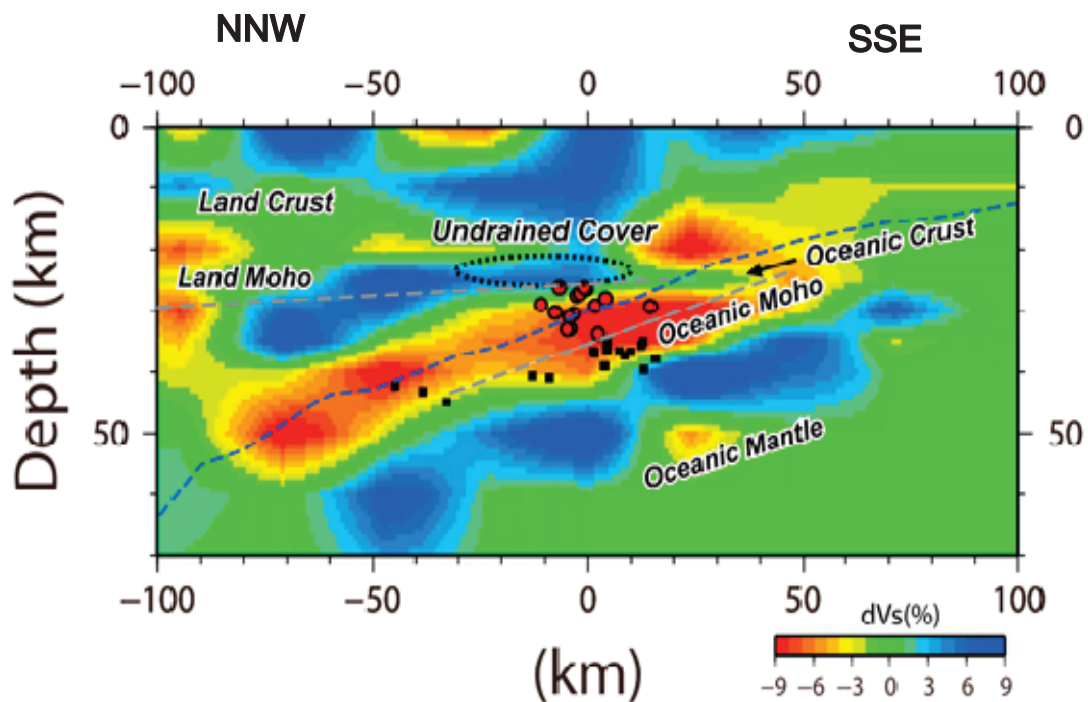 NNW SSE
−100 −50 0 50 100
0 0
Land Crust
Undrained Cover
Oceanic Crust
Land Moho
Oceanic Moho
Depth (km)
50 50
Oceanic Mantle
−100 −50 0 50 100
dVs(%)
(km)
−9 −6 −3 0 3 6 9